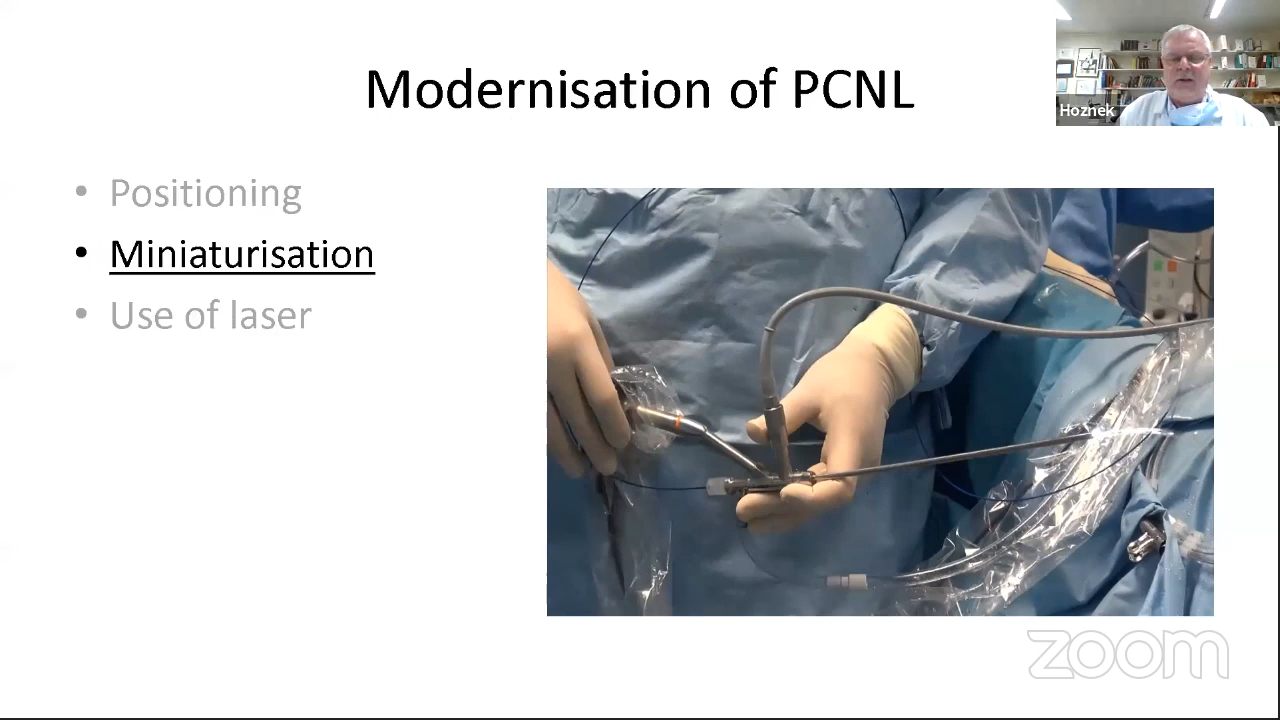 Modernisation of PCNL
Hoznek
• Positioning
• Miniaturisation
• Use of laser
zoom